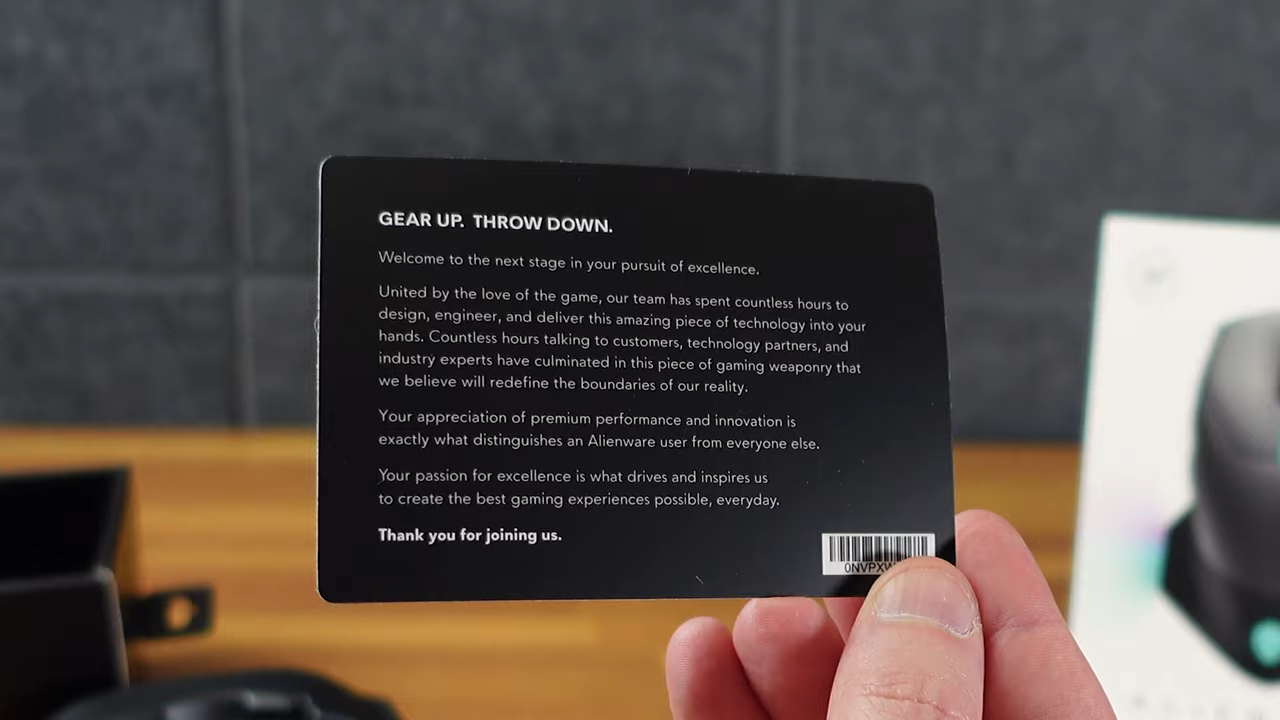 GEAR UP. THROW DOWN.
Welcome to the next stage in your pursuit of excellence.
United by the love of the game, our team has spent countless hours to
design, engineer, and deliver this amazing piece of technology into your
hands. Countless hours talking to customers, technology partners, and
industry experts have culminated in this piece of gaming weaponry that
we believe will redefine the boundaries of our reality.
Your appreciation of premium performance and innovation is
exactly what distinguishes an Alienware user from everyone else.
Your passion for excellence is what drives and inspires us
to create the best gaming experiences possible, everyday.
Thank you for joining us.